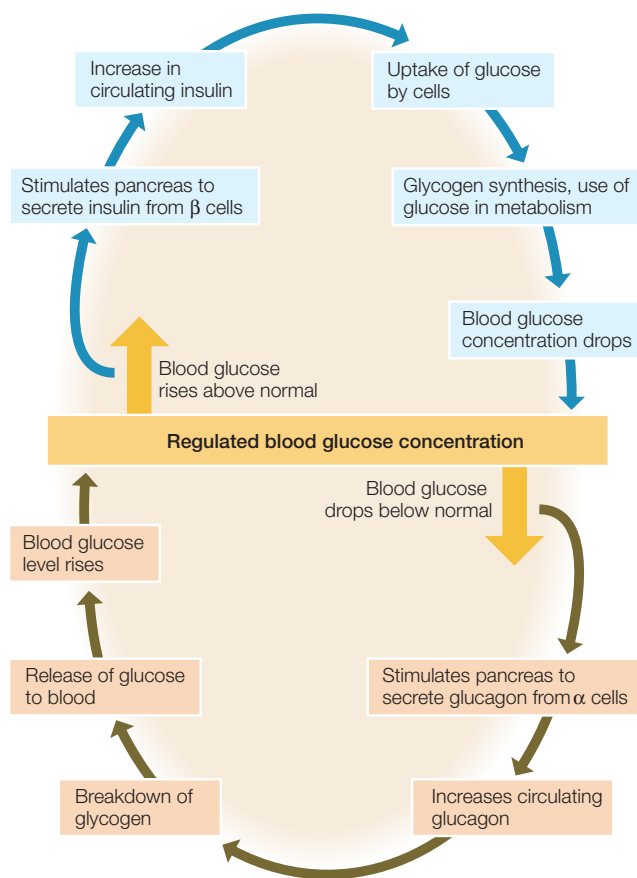 Increase in
circulating insulin
Uptake of glucose
by cells
Stimulates pancreas to
secrete insulin from β cells
Glycogen synthesis, use of
glucose in metabolism
Blood glucose
concentration drops
Blood glucose
rises above normal
Regulated blood glucose concentration
Blood glucose
drops below normal
Blood glucose
level rises
Stimulates pancreas to
secrete glucagon from α cells
Release of glucose
to blood
Increases circulating
glucagon
Breakdown of
glycogen